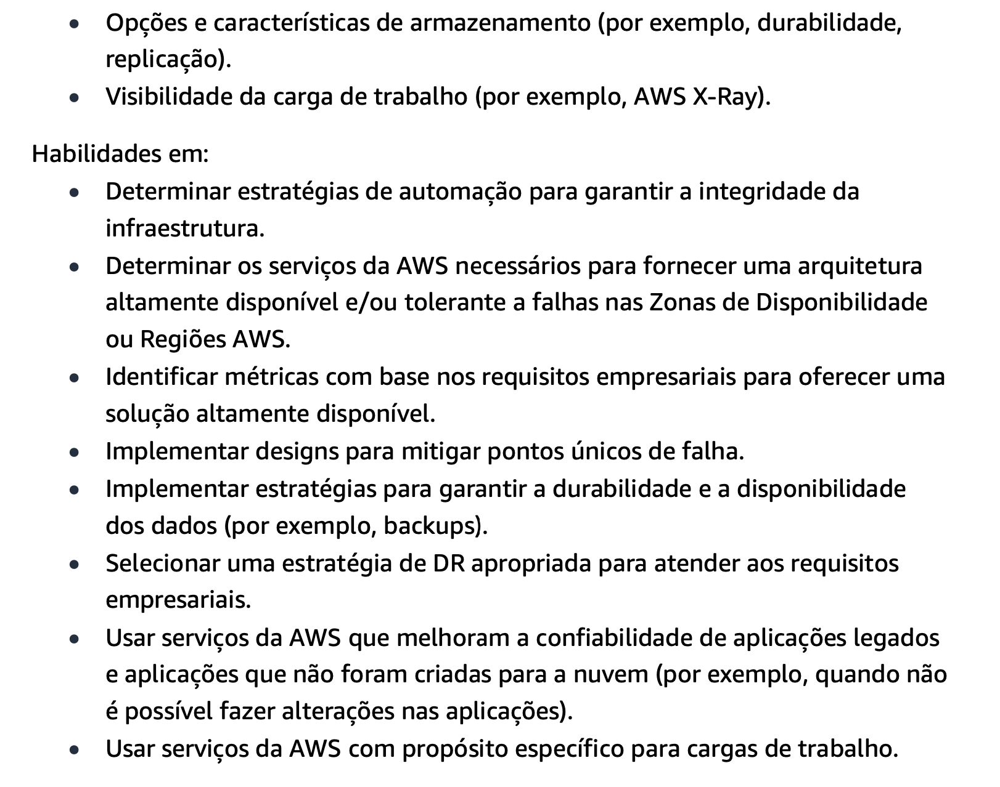 • Opções e características de armazenamento (por exemplo, durabilidade,
replicação).
• Visibilidade da carga de trabalho (por exemplo, AWS X-Ray).
Habilidades em:
• Determinar estratégias de automação para garantir a integridade da
infraestrutura.
• Determinar os serviços da AWS necessários para fornecer uma arquitetura
altamente disponível e/ou tolerante a falhas nas Zonas de Disponibilidade
ou Regiões AWS.
• Identificar métricas com base nos requisitos empresariais para oferecer uma
solução altamente disponível.
• Implementar designs para mitigar pontos únicos de falha.
• Implementar estratégias para garantir a durabilidade e a disponibilidade
dos dados (por exemplo, backups).
• Selecionar uma estratégia de DR apropriada para atender aos requisitos
empresariais.
• Usar serviços da AWS que melhoram a confiabilidade de aplicações legados
e aplicações que não foram criadas para a nuvem (por exemplo, quando não
é possível fazer alterações nas aplicações).
• Usar serviços da AWS com propósito específico para cargas de trabalho.